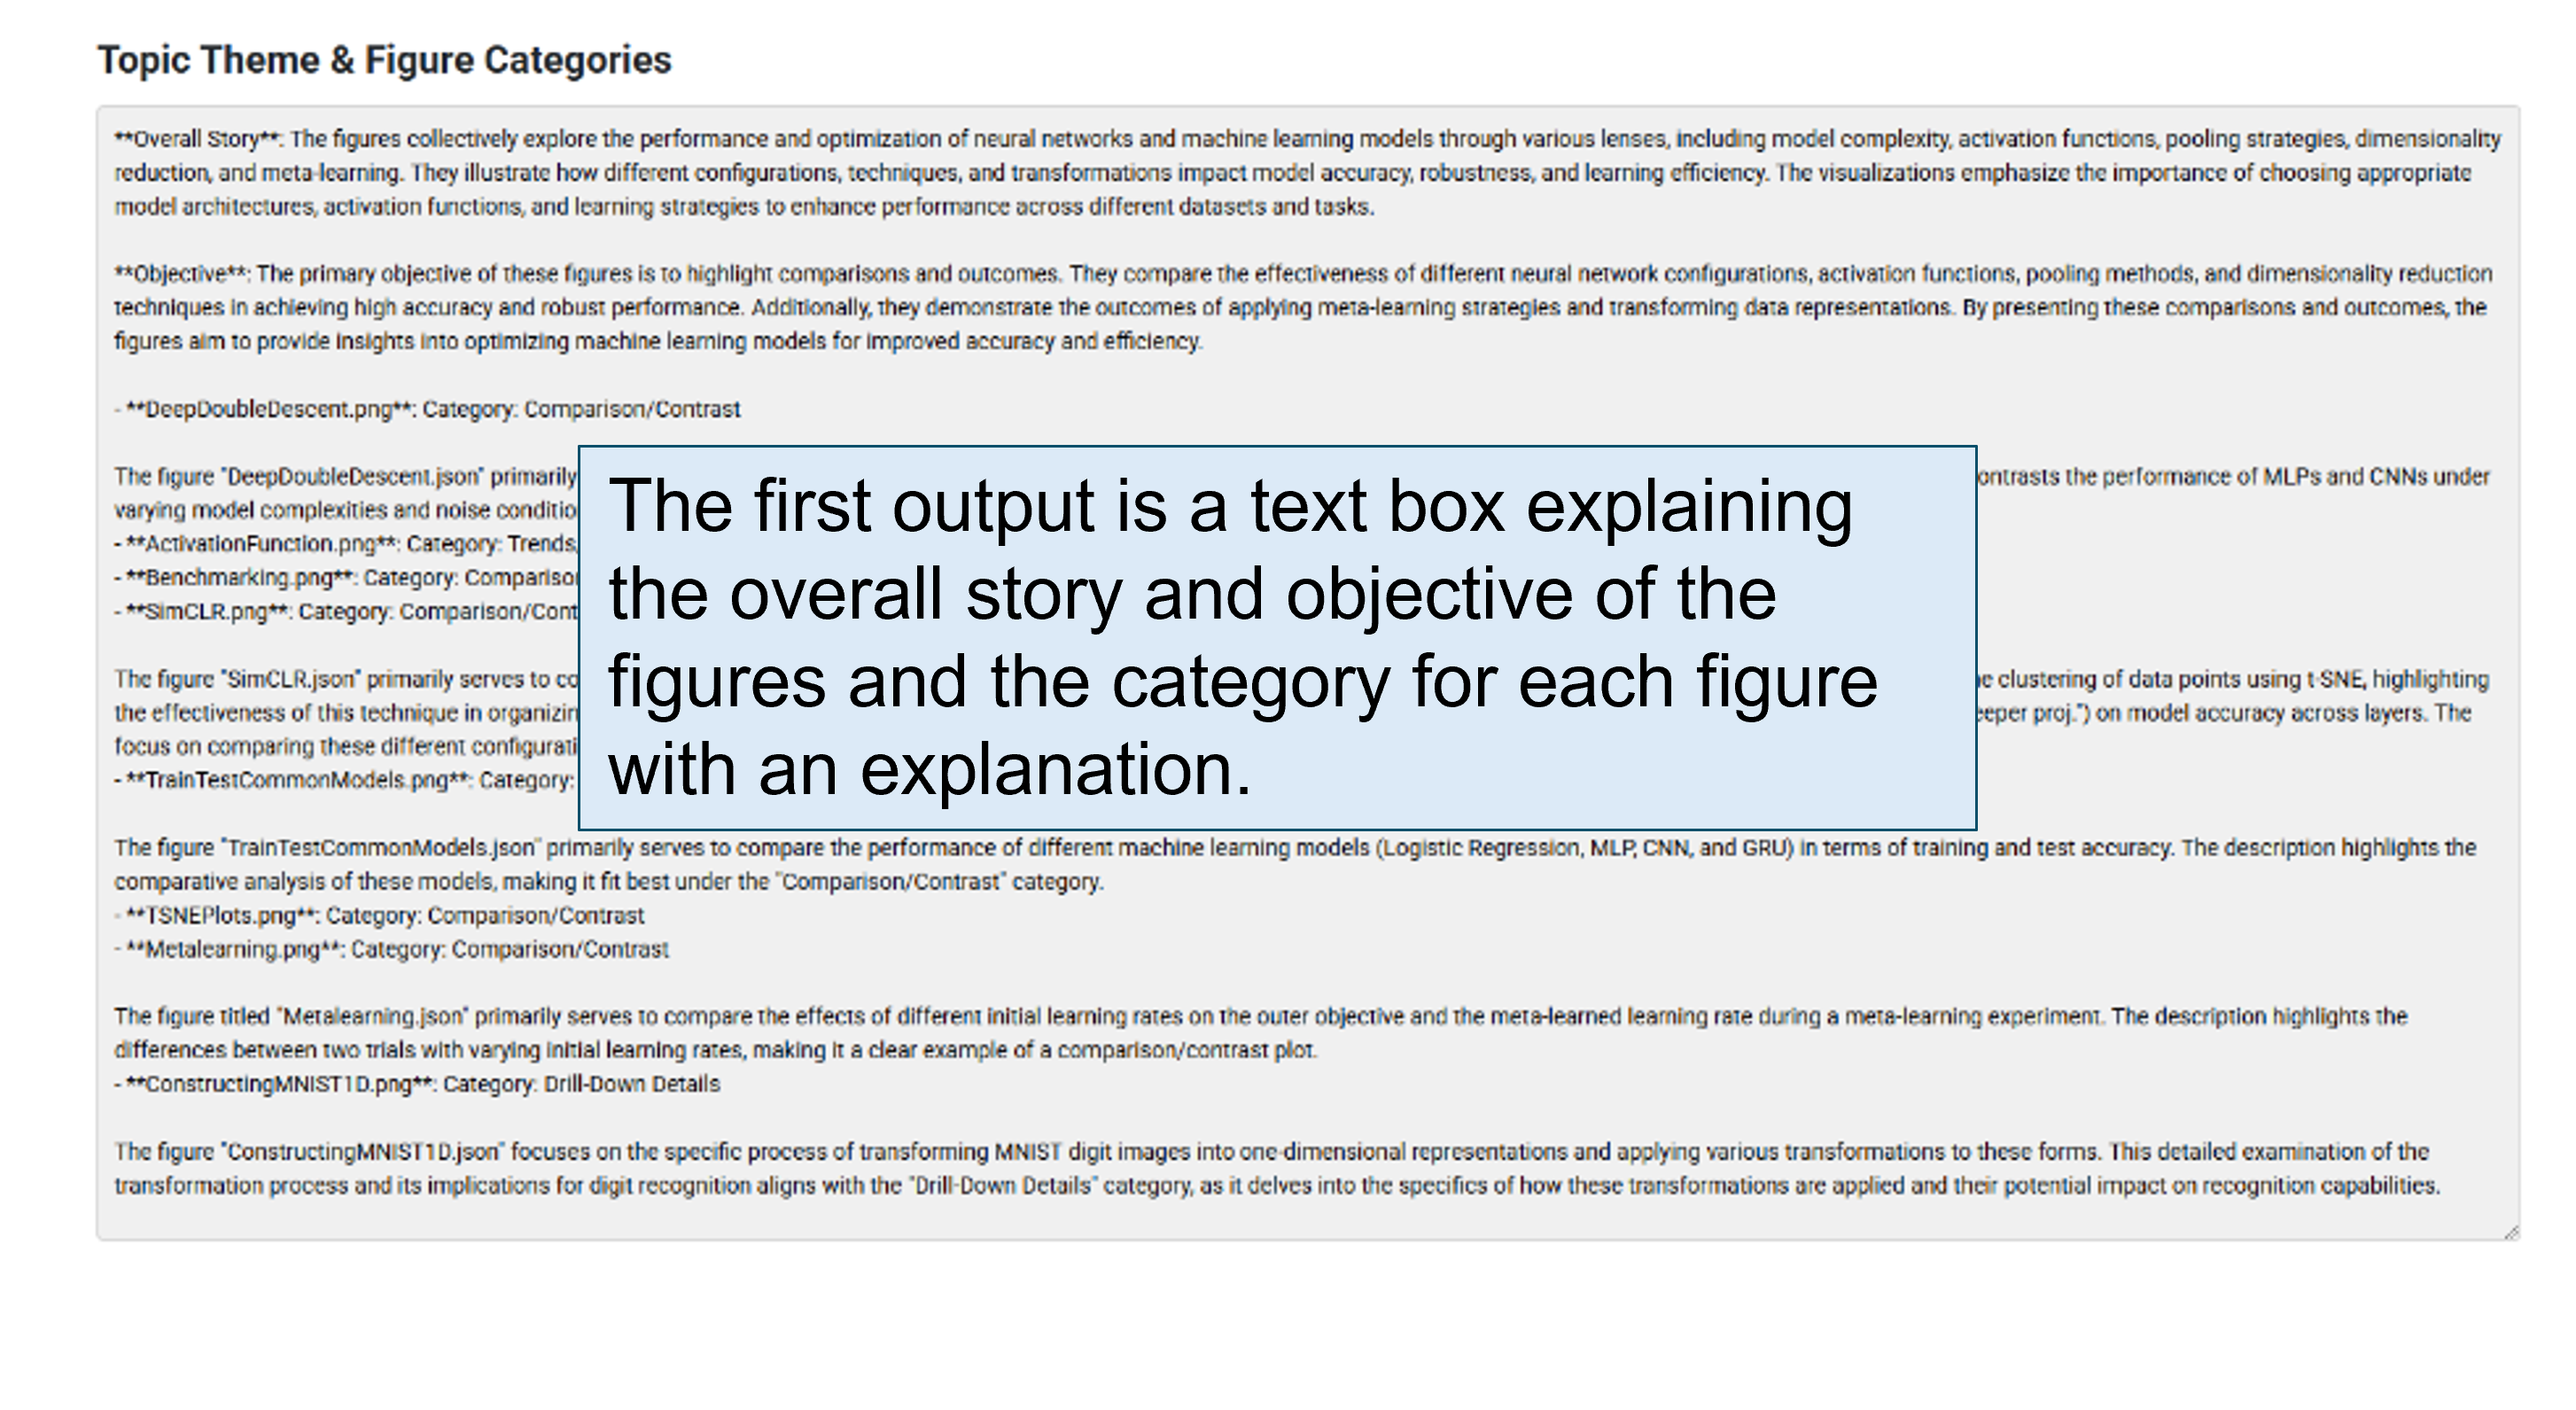 Topic Theme & Figure Categories
**Overall Story**: The figures collectively explore the performance and optimization of neural networks and machine learning models through various lenses, including model complexity, activation functions, pooling strategies, dimensionality
reduction, and meta-learning. They illustrate how different configurations, techniques, and transformations impact model accuracy, robustness, and learning efficiency. The visualizations emphasize the importance of choosing appropriate
model architectures, activation functions, and learning strategies to enhance performance across different datasets and tasks.
**Objective**: The primary objective of these figures is to highlight comparisons and outcomes. They compare the effectiveness of different neural network configurations, activation functions, pooling methods, and dimensionality reduction
techniques in achieving high accuracy and robust performance. Additionally, they demonstrate the outcomes of applying meta-learning strategies and transforming data representations. By presenting these comparisons and outcomes, the
figures aim to provide insights into optimizing machine learning models for improved accuracy and efficiency.
- **DeepDoubleDescent.png**: Category: Comparison/Contrast
The figure "DeepDoubleDescent.json" primarily
ontrasts the performance of MLPs and CNNs under
varying model complexities and noise conditio
- **ActivationFunction.png**: Category: Trends
- **Benchmarking.png**: Category: Compariso
- **SimCLR.png**: Category: Comparison/Cont
The first output is a text box explaining
the overall story and objective of the
figures and the category for each figure
with an explanation.
The figure "SimCLR.json" primarily serves to co
e clustering of data points using t-SNE, highlighting
the effectiveness of this technique in organizin
eeper proj.") on model accuracy across layers. The
focus on comparing these different configurati
- **TrainTestCommonModels.png**: Category:
The figure "TrainTestCommonModels.json" primarily serves to compare the performance of different machine learning models (Logistic Regression, MLP, CNN, and GRU) in terms of training and test accuracy. The description highlights the
comparative analysis of these models, making it fit best under the "Comparison/Contrast" category.
- **TSNEPlots.png**: Category: Comparison/Contrast
- **Metalearning.png**: Category: Comparison/Contrast
The figure titled "Metalearning.json" primarily serves to compare the effects of different initial learning rates on the outer objective and the meta-learned learning rate during a meta-learning experiment. The description highlights the
differences between two trials with varying initial learning rates, making it a clear example of a comparison/contrast plot.
- **ConstructingMNIST1D.png**: Category: Drill-Down Details
The figure "ConstructingMNIST1D.json" focuses on the specific process of transforming MNIST digit images into one-dimensional representations and applying various transformations to these forms. This detailed examination of the
transformation process and its implications for digit recognition aligns with the "Drill-Down Details" category, as it delves into the specifics of how these transformations are applied and their potential impact on recognition capabilities.